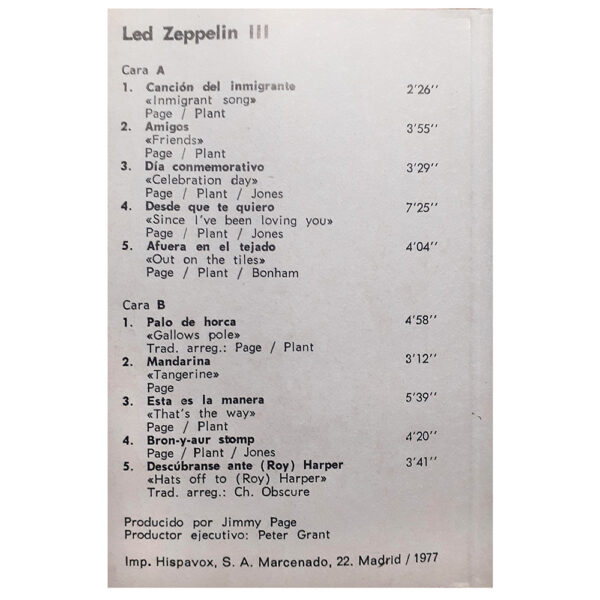 Led Zeppelin III
Cara A
1. Canción del inmigrante 2'26''
«Inmigrant song»
Page / Plant
2. Amigos 3'55''
«Friends»
Page / Plant
3. Día conmemorativo 3'29''
«Celebration day»
Page / Plant / Jones
4. Desde que te quiero 7'25''
«Since I've been loving you»
Page / Plant / Jones
5. Afuera en el tejado 4'04''
«Out on the tiles»
Page / Plant / Bonham
Cara B
1. Palo de horca 4'58''
«Gallows pole»
Trad. arreg.: Page / Plant
2. Mandarina 3'12''
«Tangerine»
Page
3. Esta es la manera 5'39''
«That's the way»
Page / Plant
4. Bron-y-aur stomp 4'20''
Page / Plant / Jones
5. Descúbranse ante (Roy) Harper 3'41''
«Hats off to (Roy) Harper»
Trad. arreg.: Ch. Obscure
Producido por Jimmy Page
Productor ejecutivo: Peter Grant
Imp. Hispavox, S. A. Marcenado, 22. Madrid / 1977